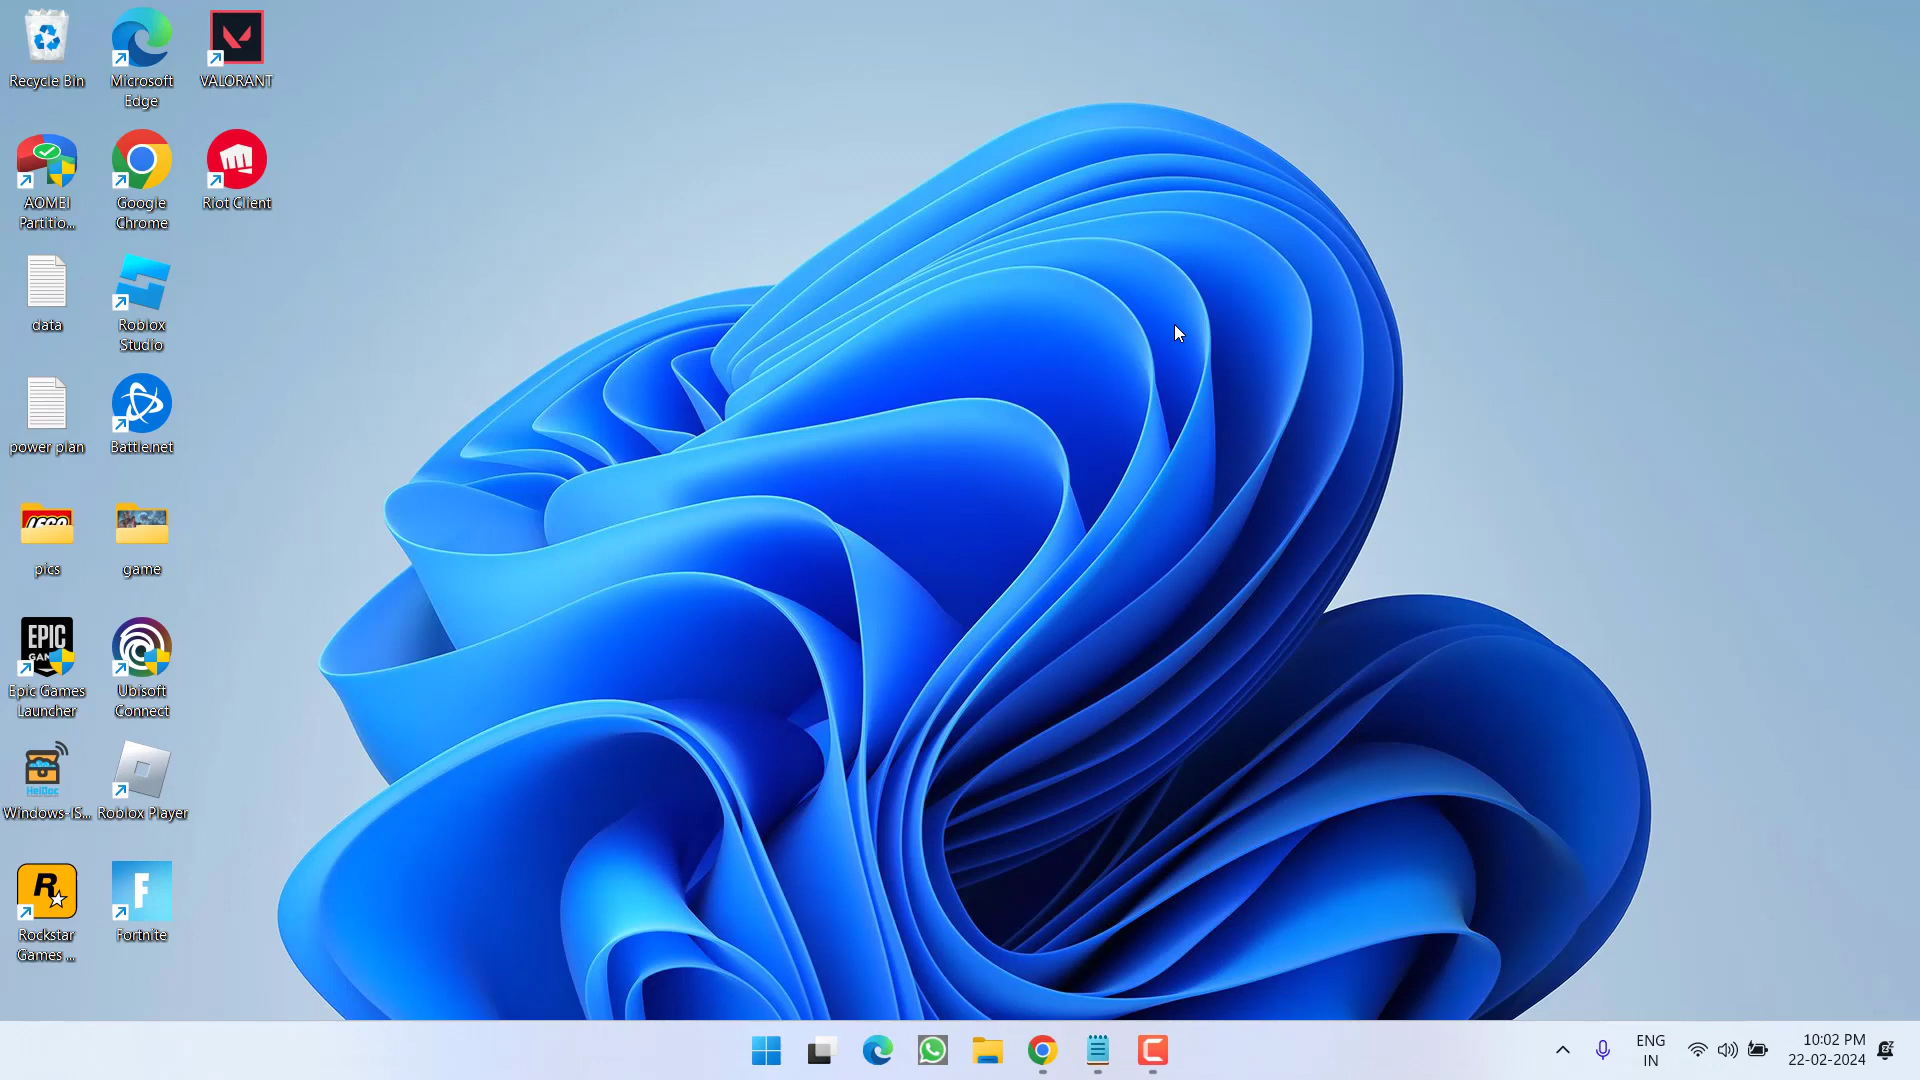 Recycle Bin
Microsoft
Edge
VALORANT
AOMEI
Partitio...
Google
Chrome
Riot Client
data
Roblox
Studio
power plan
Battle.net
LEGO
pics
game
EPIC
Epic Games
Launcher
Ubisoft
Connect
HeiDoc
Windows-IS...
Roblox Player
R
Rockstar
Games ...
F
Fortnite
ENG
IN
10:02 PM
22-02-2024